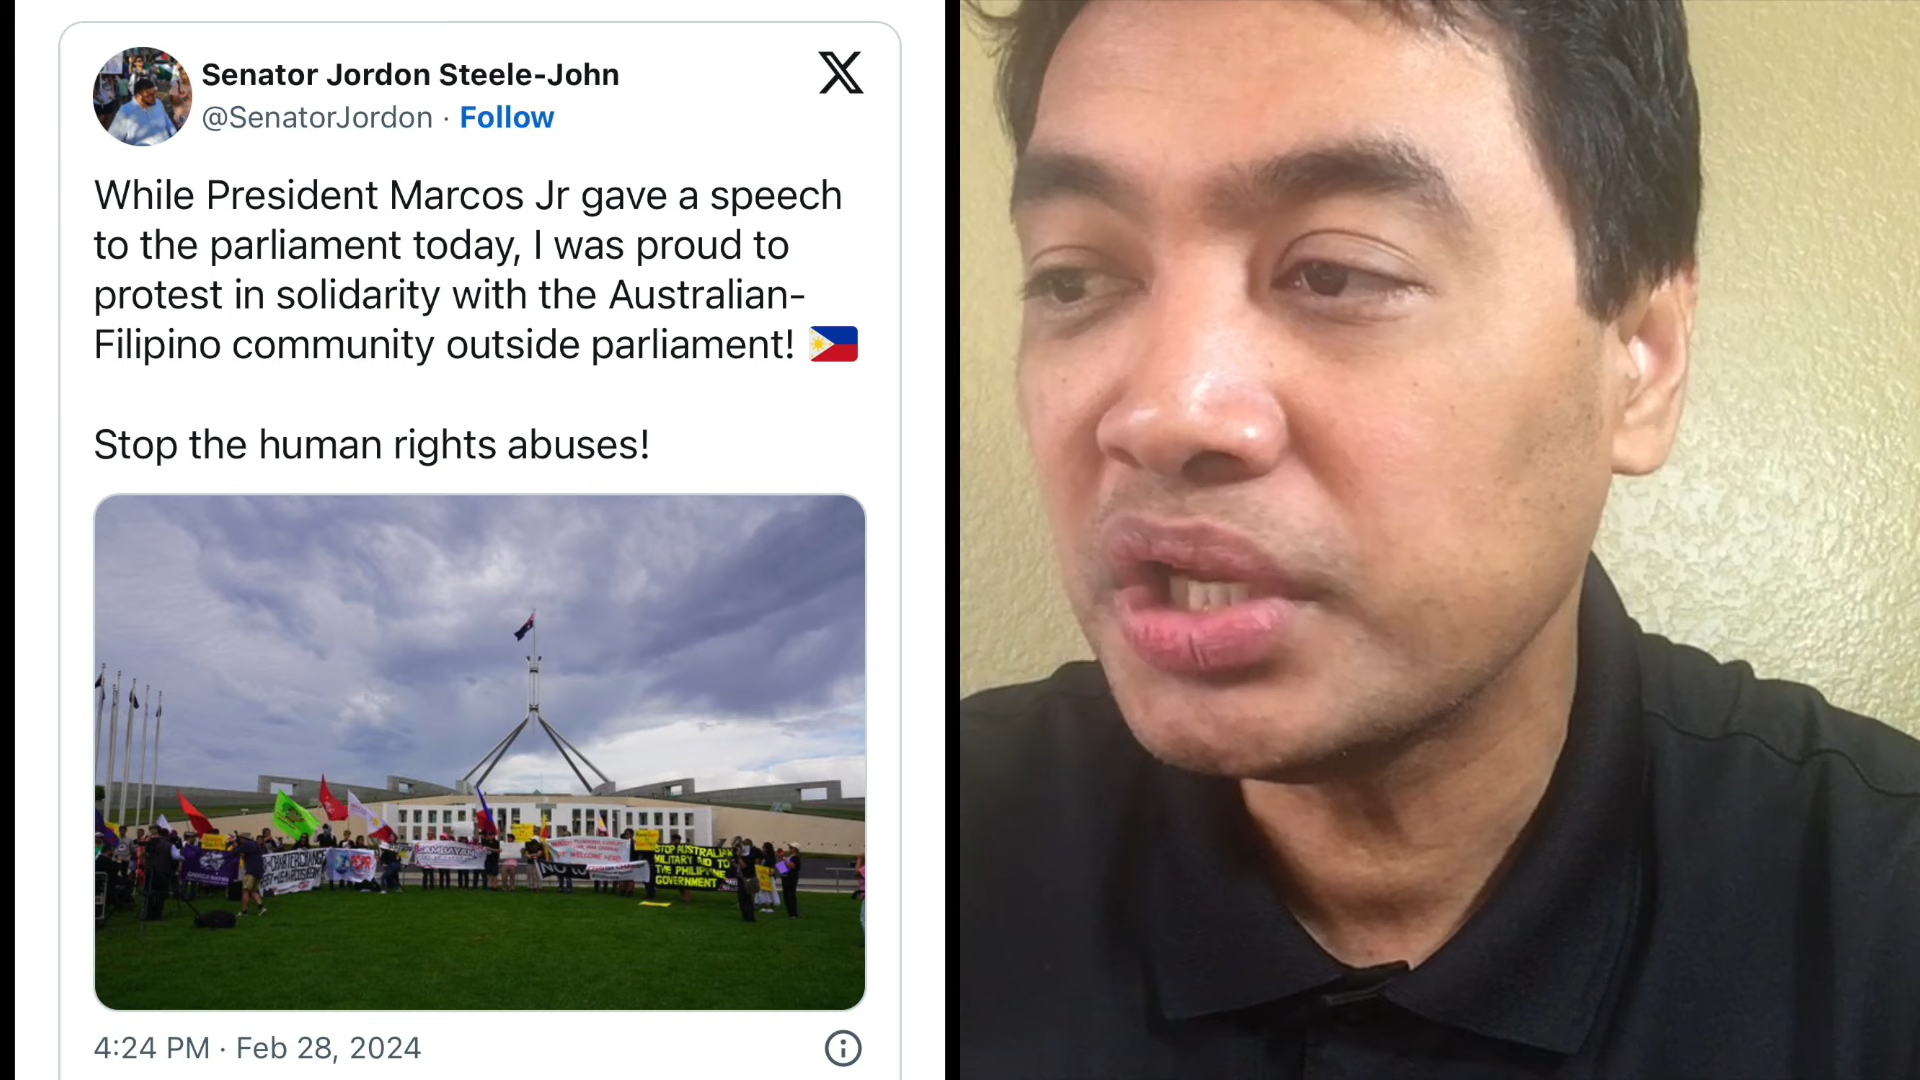 Senator Jordon Steele-John
@SenatorJordon · Follow
While President Marcos Jr gave a speech
to the parliament today, I was proud to
protest in solidarity with the Australian-
Filipino community outside parliament! 🇵🇭
Stop the human rights abuses!
STOP AUSTRALIAN
MILITARY AID TO
THE PHILIPPINE
GOVERNMENT
4:24 PM · Feb 28, 2024